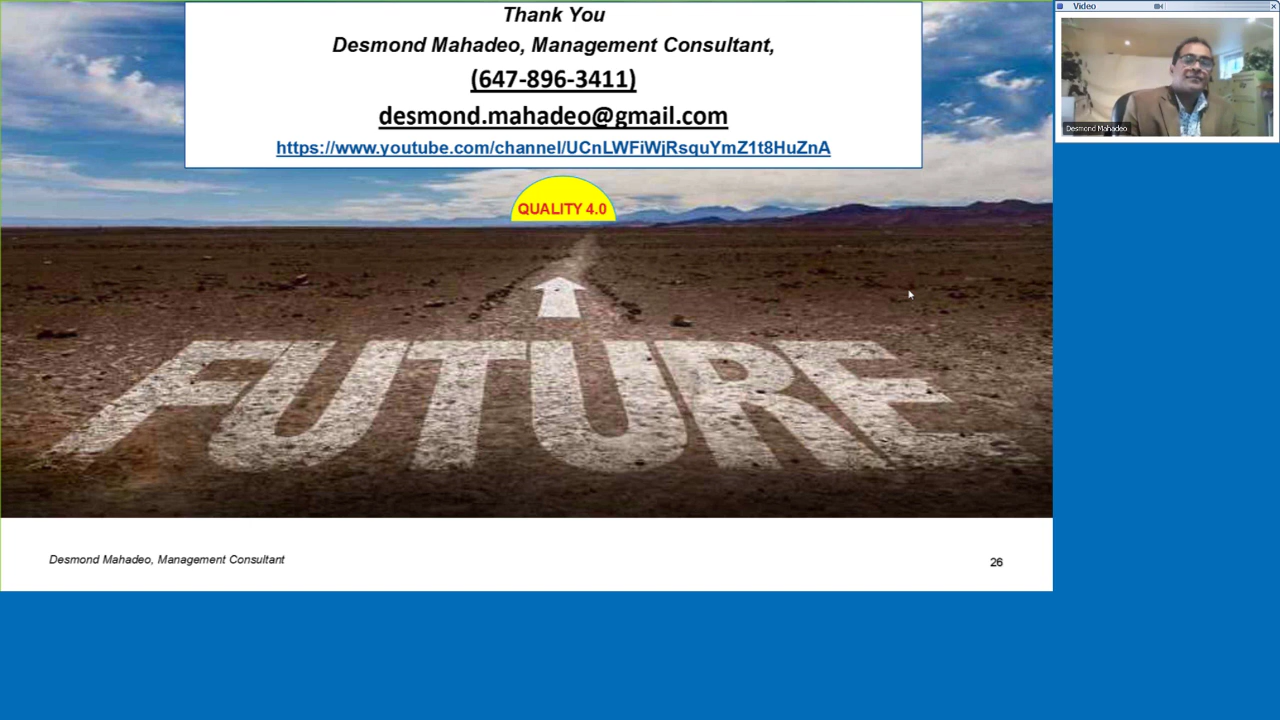 Thank You
Desmond Mahadeo, Management Consultant,
(647-896-3411)
desmond.mahadeo@gmail.com
https://www.youtube.com/channel/UCnLWFiWjRsquYmZ1t8HuZnA
QUALITY 4.0
FUTURE
Desmond Mahadeo, Management Consultant
26
Video
Desmond Mahadeo